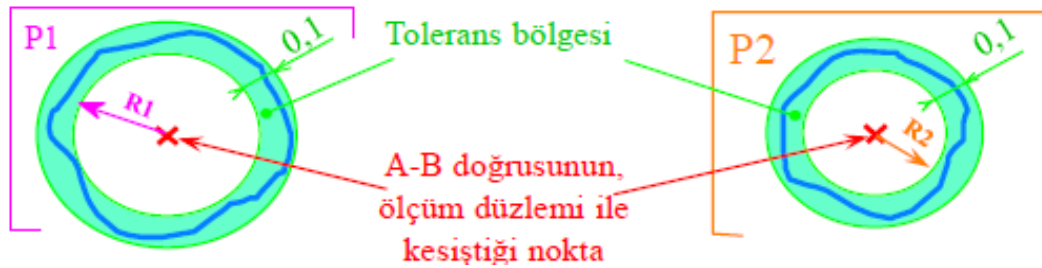 P1
0,1
R1
Tolerans bölgesi
A-B doğrusunun,
ölçüm düzlemi ile
kesiştiği nokta
P2
0,1
R2